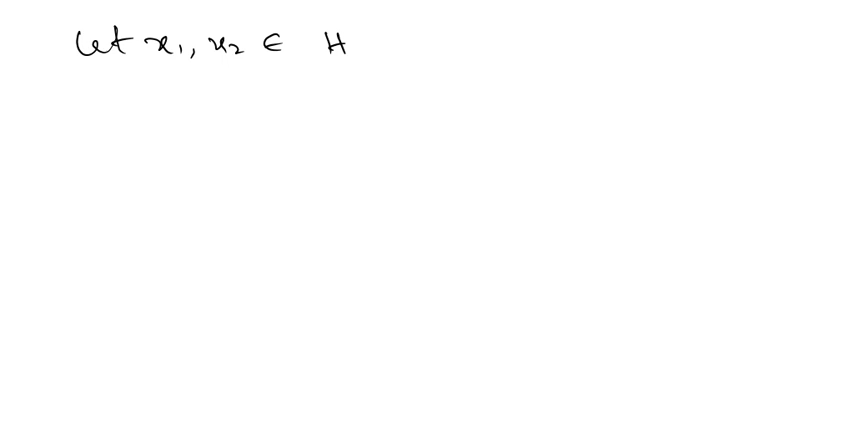 Let x₁, x₂ ∈ H